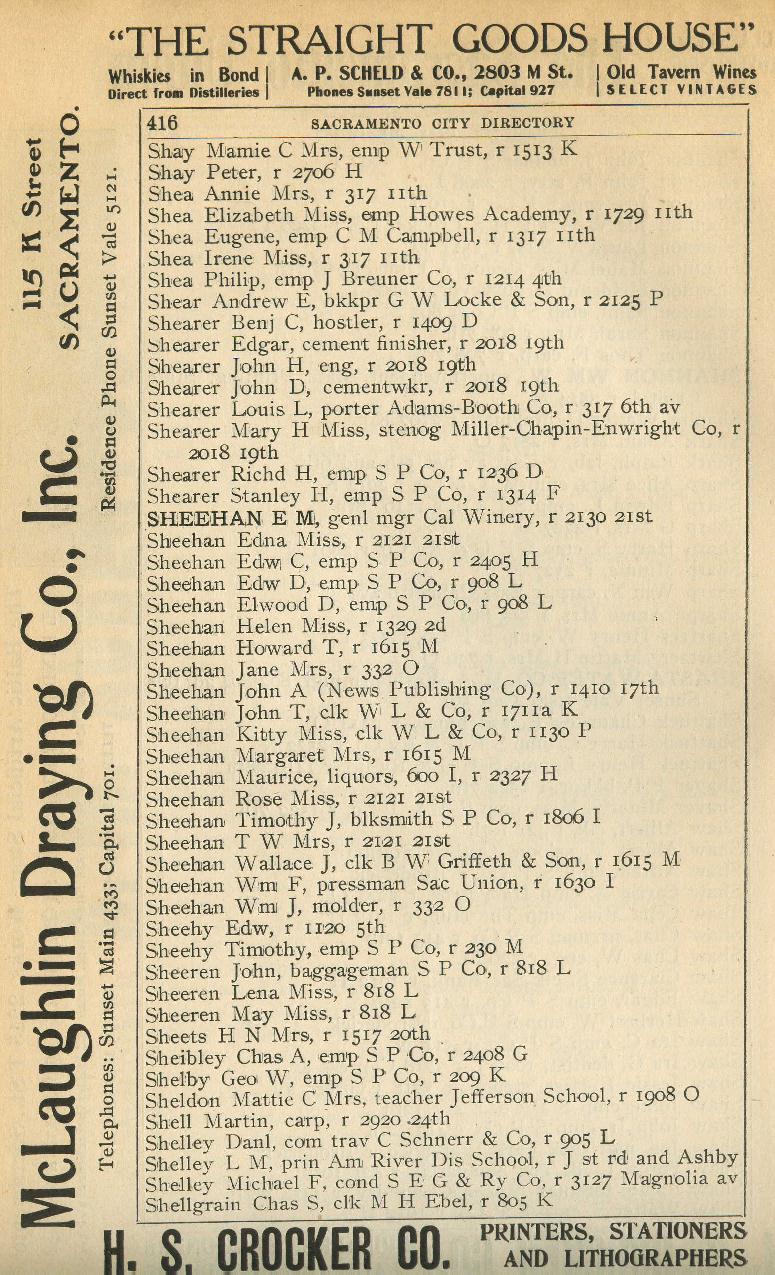 “THE STRAIGHT GOODS HOUSE”
Whiskies in Bond | A. P. SCHELD & CO., 2803 M St. | Old Tavern Wines
Direct from Distilleries | Phones Sunset Vale 7811; Capital 927 | SELECT VINTAGES
416 SACRAMENTO CITY DIRECTORY
Shay Mamie C Mrs, emp W Trust, r 1513 K
Shay Peter, r 2706 H
Shea Annie Mrs, r 317 11th
Shea Elizabeth Miss, emp Howes Academy, r 1729 11th
Shea Eugene, emp C M Campbell, r 1317 11th
Shea Irene Miss, r 317 11th
Shea Philip, emp J Breuner Co, r 1214 4th
Shear Andrew E, bkkpr G W Locke & Son, r 2125 P
Shearer Benj C, hostler, r 1409 D
Shearer Edgar, cement finisher, r 2018 19th
Shearer John H, eng, r 2018 19th
Shearer John D, cementwkr, r 2018 19th
Shearer Louis L, porter Adams-Booth Co, r 317 6th av
Shearer Mary H Miss, stenog Miller-Chapin-Enwright Co, r
2018 19th
Shearer Richd H, emp S P Co, r 1236 D
Shearer Stanley H, emp S P Co, r 1314 F
SHEEHAN E M, genl mgr Cal Winery, r 2130 21st
Sheehan Edna Miss, r 2121 21st
Sheehan Edw C, emp S P Co, r 2405 H
Sheehan Edw D, emp S P Co, r 908 L
Sheehan Elwood D, emp S P Co, r 908 L
Sheehan Helen Miss, r 1329 2d
Sheehan Howard T, r 1615 M
Sheehan Jane Mrs, r 332 O
Sheehan John A (News Publishing Co), r 1410 17th
Sheehan John T, clk W L & Co, r 1711a K
Sheehan Kitty Miss, clk W L & Co, r 1130 P
Sheehan Margaret Mrs, r 1615 M
Sheehan Maurice, liquors, 600 I, r 2327 H
Sheehan Rose Miss, r 2121 21st
Sheehan Timothy J, blksmith S P Co, r 1806 I
Sheehan T W Mrs, r 2121 21st
Sheehan Wallace J, clk B W Griffeth & Son, r 1615 M
Sheehan Wm F, pressman Sac Union, r 1630 I
Sheehan Wm J, molder, r 332 O
Sheehy Edw, r 1120 5th
Sheehy Timothy, emp S P Co, r 230 M
Sheeren John, baggageman S P Co, r 818 L
Sheeren Lena Miss, r 818 L
Sheeren May Miss, r 818 L
Sheets H N Mrs, r 1517 20th
Sheibley Chas A, emp S P Co, r 2408 G
Shelby Geo W, emp S P Co, r 209 K
Sheldon Mattie C Mrs, teacher Jefferson School, r 1908 O
Shell Martin, carp, r 2920 24th
Shelley Danl, com trav C Schnerr & Co, r 905 L
Shelley L M, prin Am River Dis School, r J st rd and Ashby
Shelley Michael F, cond S E G & Ry Co, r 3127 Magnolia av
Shellgrain Chas S, clk M H Ebel, r 805 K
McLaughlin Draying Co., Inc.
115 K Street
SACRAMENTO.
Telephones: Sunset Main 433; Capital 701.
Residence Phone Sunset Vale 5121.
H. S. CROCKER CO.
PRINTERS, STATIONERS
AND LITHOGRAPHERS